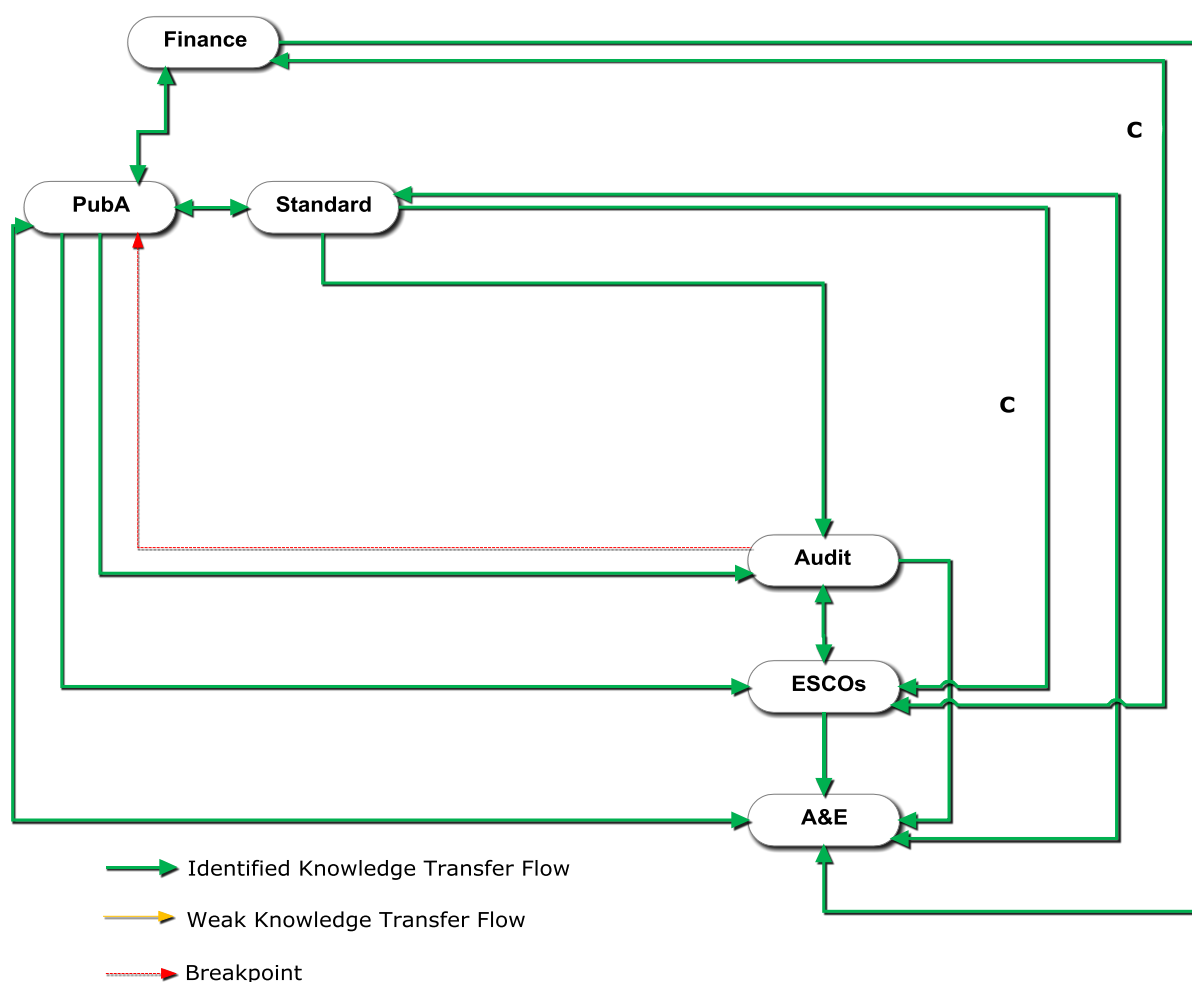 Finance
C
PubA
Standard
C
Audit
ESCOs
A&E
Identified Knowledge Transfer Flow
Weak Knowledge Transfer Flow
Breakpoint